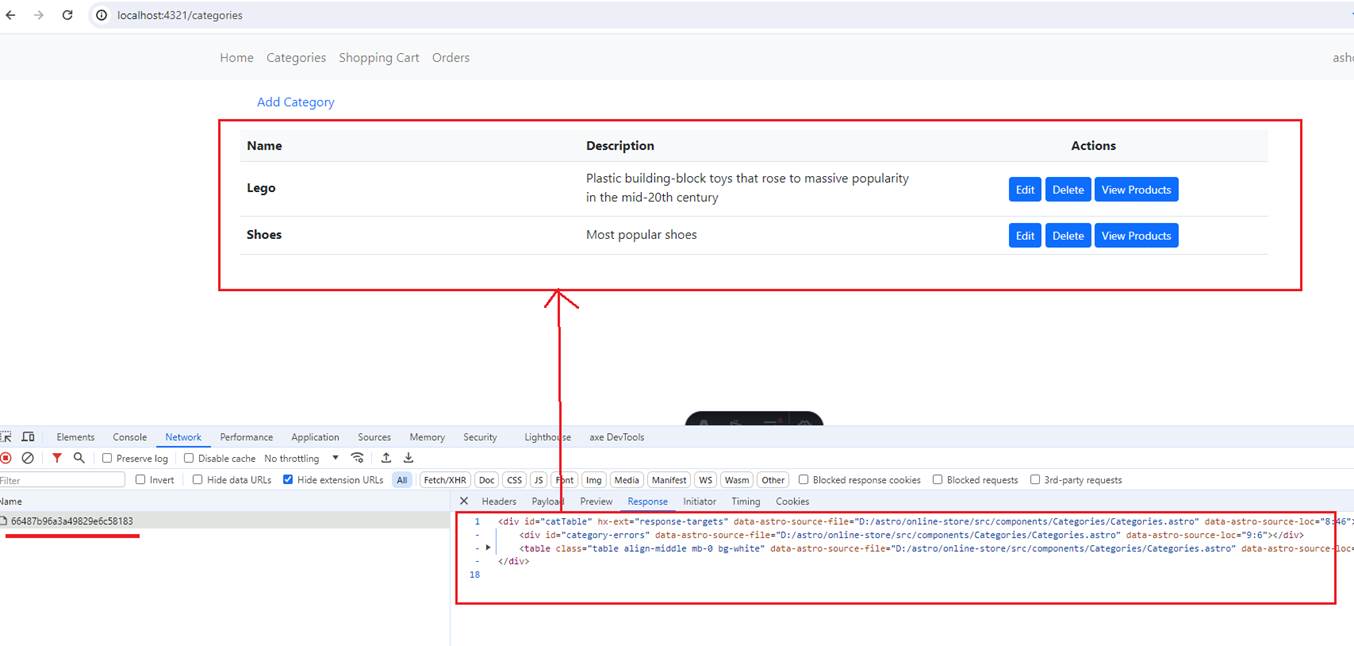 localhost:4321/categories
Home Categories Shopping Cart Orders
Add Category
Name Description Actions
Lego Plastic building-block toys that rose to massive popularity in the mid-20th century Edit Delete View Products
Shoes Most popular shoes Edit Delete View Products
Elements Console Network Performance Application Sources Memory Security Lighthouse axe DevTools
Preserve log Disable cache No throttling
Filter Invert Hide data URLs Hide extension URLs All Fetch/XHR Doc CSS JS Font Img Media Manifest WS Wasm Other Blocked response cookies Blocked requests 3rd-party requests
Name Headers Payload Preview Response Initiator Timing Cookies
66487b96a3a49829e6c58183
1 <div id="catTable" hx-ext="response-targets" data-astro-source-file="D:/astro/online-store/src/components/Categories/Categories.astro" data-astro-source-loc="8:46">
- <div id="category-errors" data-astro-source-file="D:/astro/online-store/src/components/Categories/Categories.astro" data-astro-source-loc="9:6"></div>
- <table class="table align-middle mb-0 bg-white" data-astro-source-file="D:/astro/online-store/src/components/Categories/Categories.astro" data-astro-source-loc=
- </div>
18